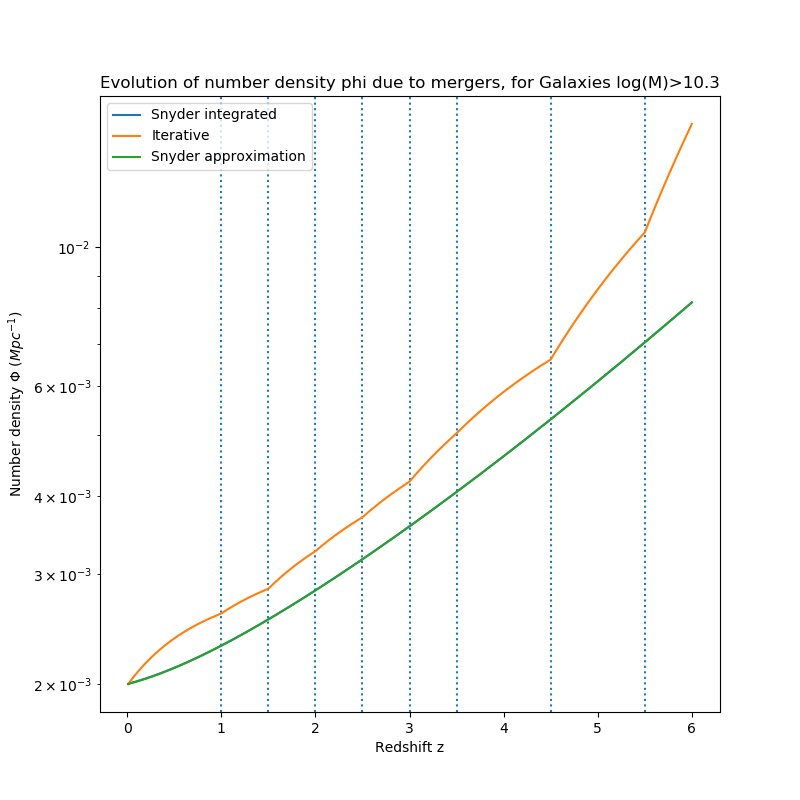 Evolution of number density phi due to mergers, for Galaxies log(M)>10.3
Snyder integrated
Iterative
Snyder approximation
10⁻²
6 × 10⁻³
4 × 10⁻³
3 × 10⁻³
2 × 10⁻³
Number density Φ (Mpc⁻¹)
0 1 2 3 4 5 6
Redshift z